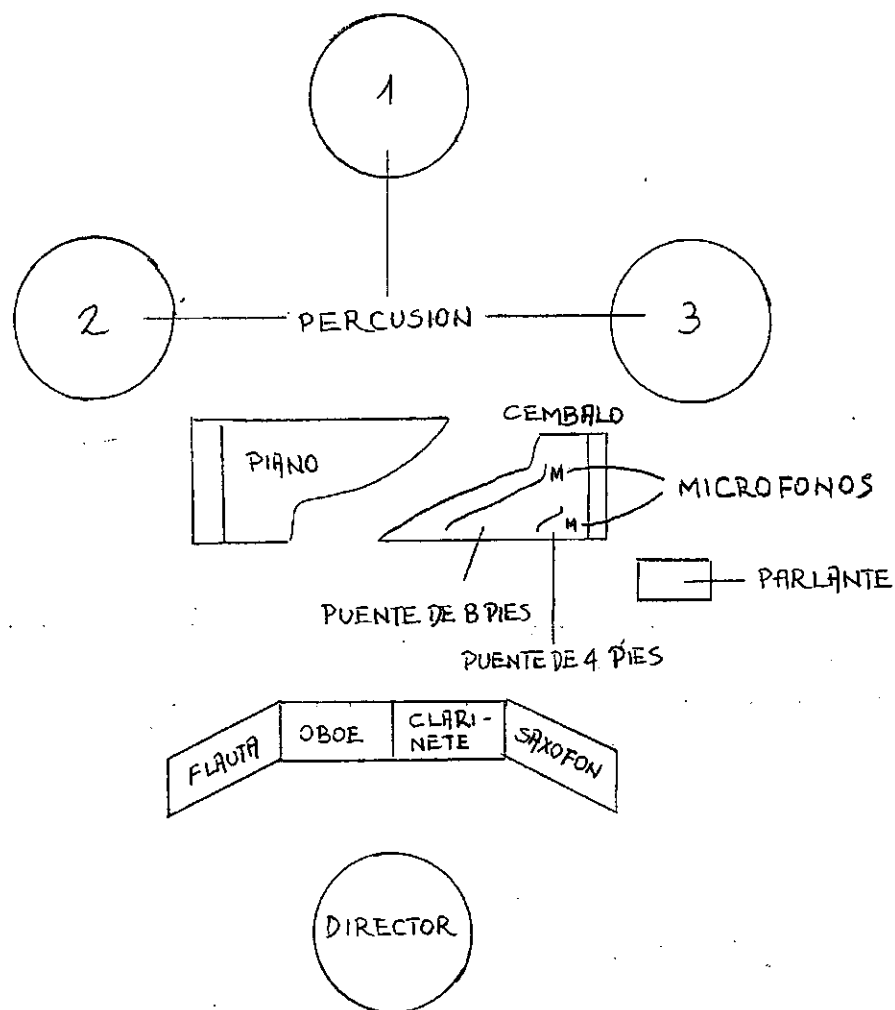 1
2
PERCUSION
3
CEMBALO
PIANO
M
MICROFONOS
M
PARLANTE
PUENTE DE 8 PIES
PUENTE DE 4 PIES
FLAUTA
OBOE
CLARI-
NETE
SAXOFON
DIRECTOR